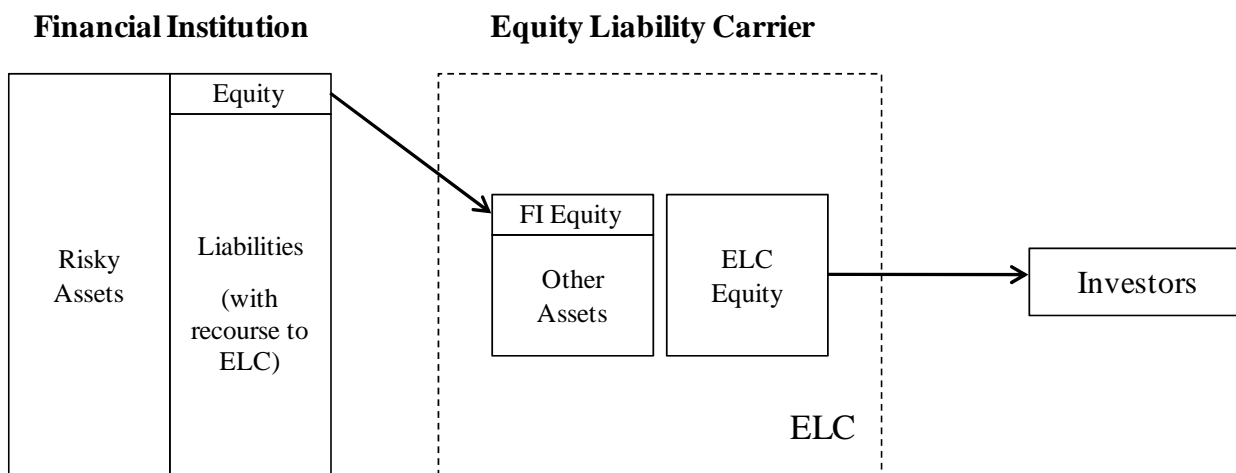 Financial Institution
Equity Liability Carrier
Equity
Risky
Assets
Liabilities
(with
recourse to
ELC)
FI Equity
Other
Assets
ELC
Equity
Investors
ELC